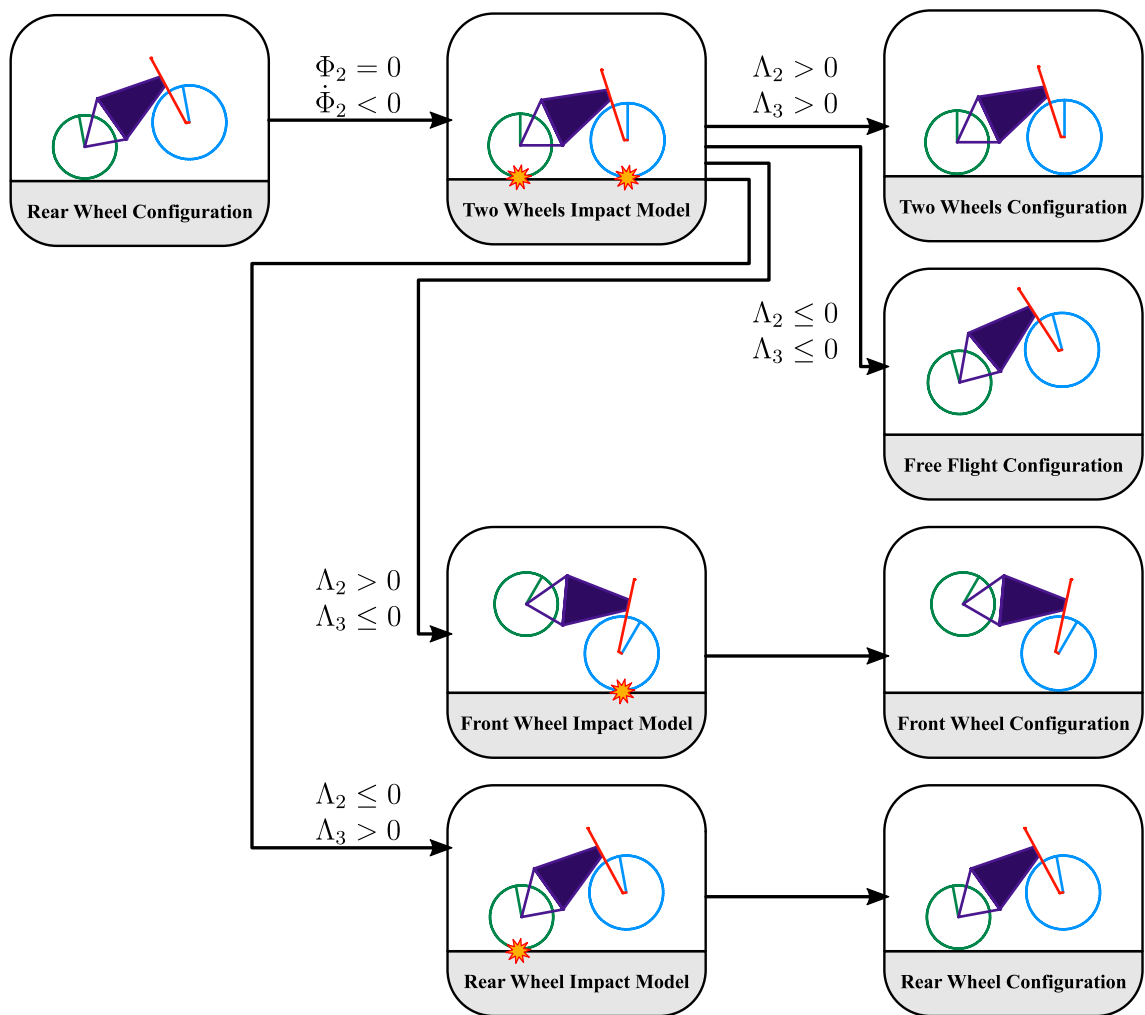 Φ₂ = 0
Φ̇₂ < 0
Λ₂ > 0
Λ₃ > 0
Rear Wheel Configuration
Two Wheels Impact Model
Two Wheels Configuration
Λ₂ ≤ 0
Λ₃ ≤ 0
Free Flight Configuration
Λ₂ > 0
Λ₃ ≤ 0
Front Wheel Impact Model
Front Wheel Configuration
Λ₂ ≤ 0
Λ₃ > 0
Rear Wheel Impact Model
Rear Wheel Configuration